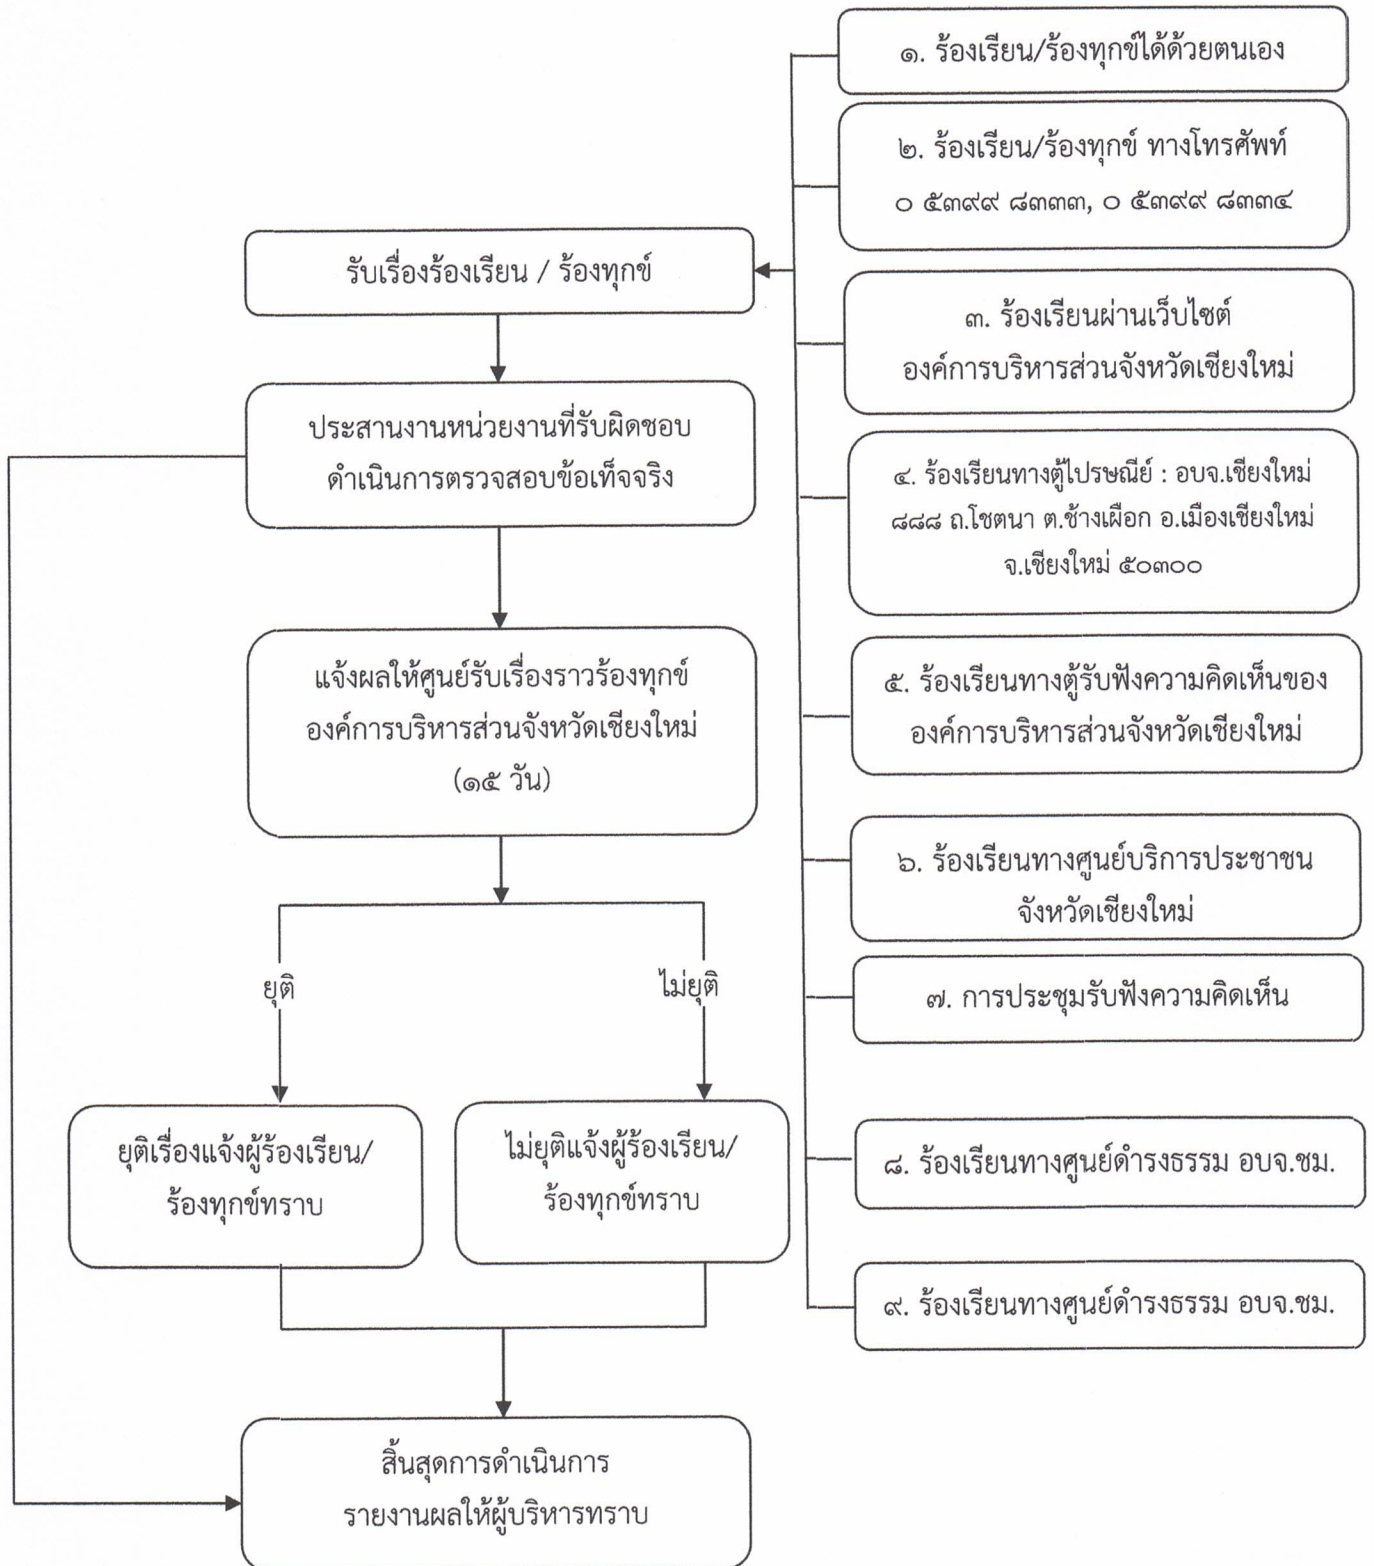 ๑. ร้องเรียน/ร้องทุกข์ได้ด้วยตนเอง
๒. ร้องเรียน/ร้องทุกข์ ทางโทรศัพท์
๐ ๕๓๙๙ ๘๓๓๓, ๐ ๕๓๙๙ ๘๓๓๔
รับเรื่องร้องเรียน / ร้องทุกข์
๓. ร้องเรียนผ่านเว็บไซต์
องค์การบริหารส่วนจังหวัดเชียงใหม่
ประสานงานหน่วยงานที่รับผิดชอบ
ดำเนินการตรวจสอบข้อเท็จจริง
๔. ร้องเรียนทางตู้ไปรษณีย์ : อบจ.เชียงใหม่
๘๘๘ ถ.โชตนา ต.ช้างเผือก อ.เมืองเชียงใหม่
จ.เชียงใหม่ ๕๐๓๐๐
แจ้งผลให้ศูนย์รับเรื่องราวร้องทุกข์
องค์การบริหารส่วนจังหวัดเชียงใหม่
(๑๕ วัน)
๕. ร้องเรียนทางตู้รับฟังความคิดเห็นของ
องค์การบริหารส่วนจังหวัดเชียงใหม่
๖. ร้องเรียนทางศูนย์บริการประชาชน
จังหวัดเชียงใหม่
ยุติ
ไม่ยุติ
๗. การประชุมรับฟังความคิดเห็น
ยุติเรื่องแจ้งผู้ร้องเรียน/
ร้องทุกข์ทราบ
ไม่ยุติแจ้งผู้ร้องเรียน/
ร้องทุกข์ทราบ
๘. ร้องเรียนทางศูนย์ดำรงธรรม อบจ.ชม.
๙. ร้องเรียนทางศูนย์ดำรงธรรม อบจ.ชม.
สิ้นสุดการดำเนินการ
รายงานผลให้ผู้บริหารทราบ